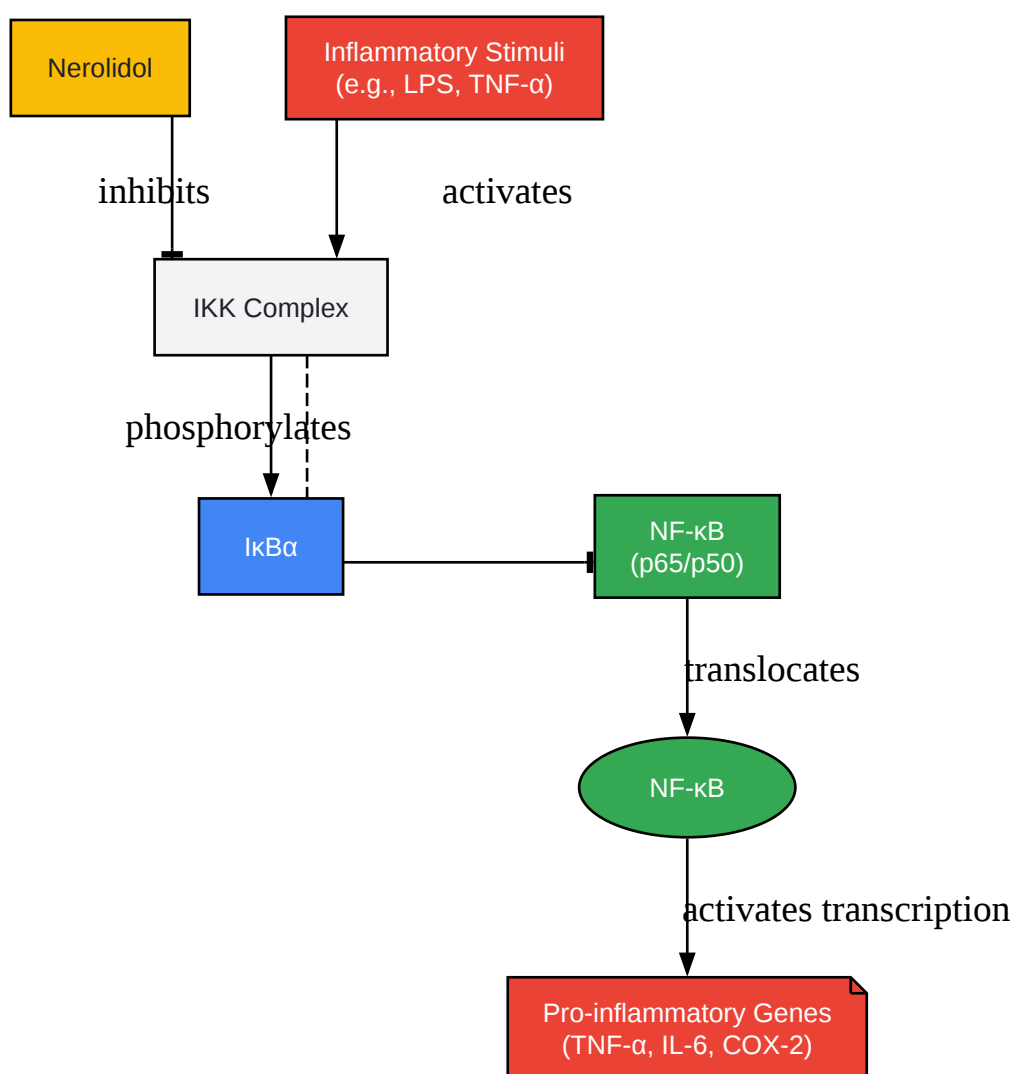 Nerolidol
Inflammatory Stimuli
(e.g., LPS, TNF-α)
inhibits
activates
IKK Complex
phosphorylates
IκBα
NF-κB
(p65/p50)
translocates
NF-κB
activates transcription
Pro-inflammatory Genes
(TNF-α, IL-6, COX-2)